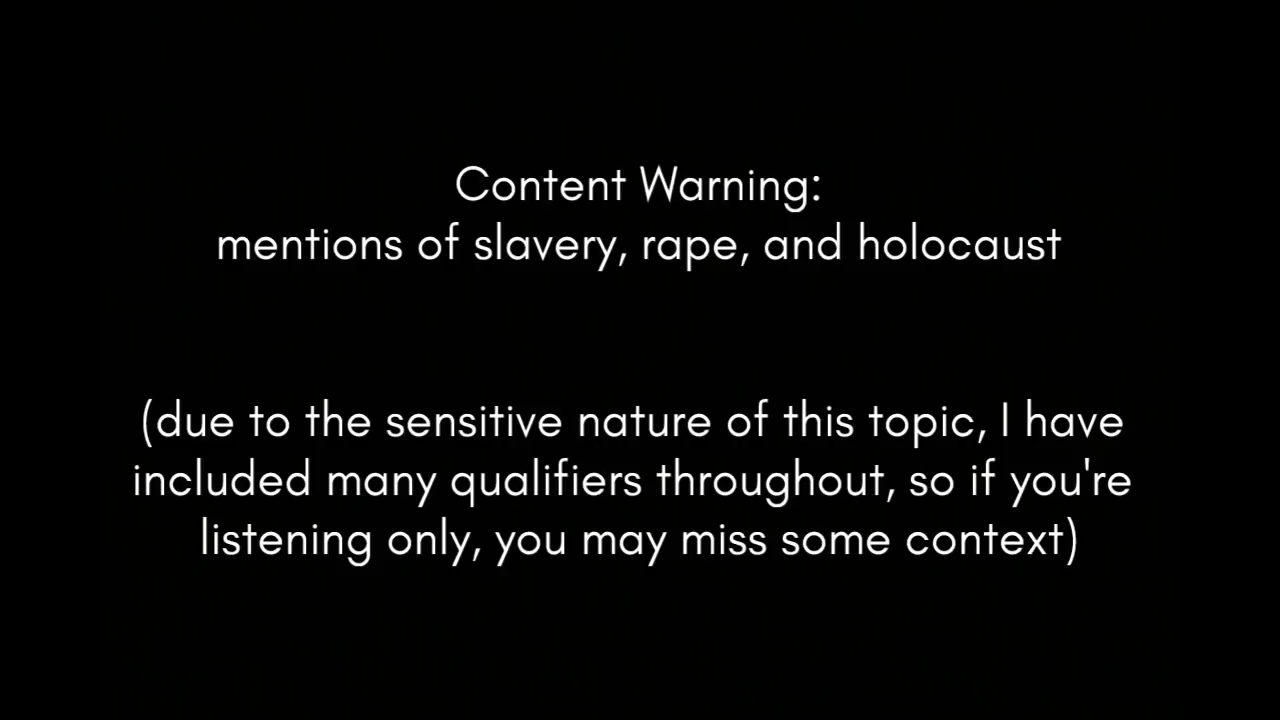 Content Warning:
mentions of slavery, rape, and holocaust
(due to the sensitive nature of this topic, I have
included many qualifiers throughout, so if you're
listening only, you may miss some context)